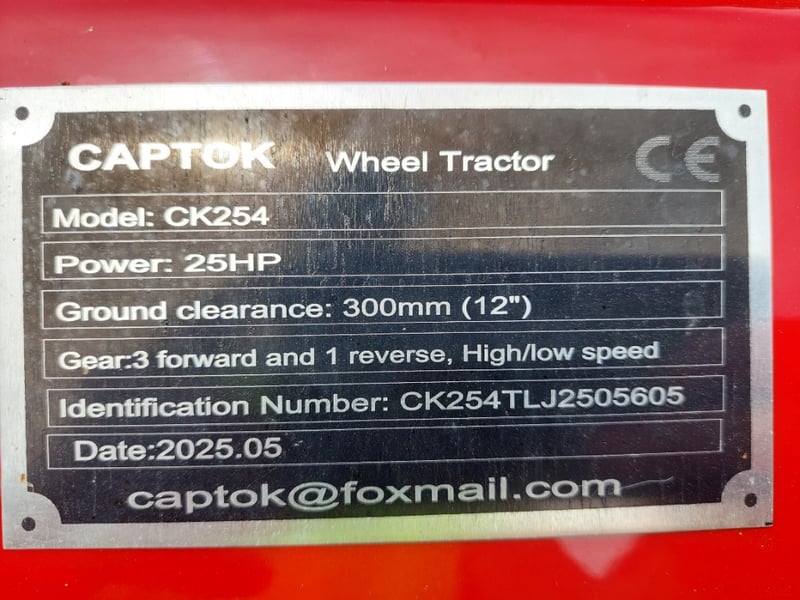 CAPTOK Wheel Tractor CE
Model: CK254
Power: 25HP
Ground clearance: 300mm (12")
Gear:3 forward and 1 reverse, High/low speed
Identification Number: CK254TLJ2505605
Date:2025.05
captok@foxmail.com